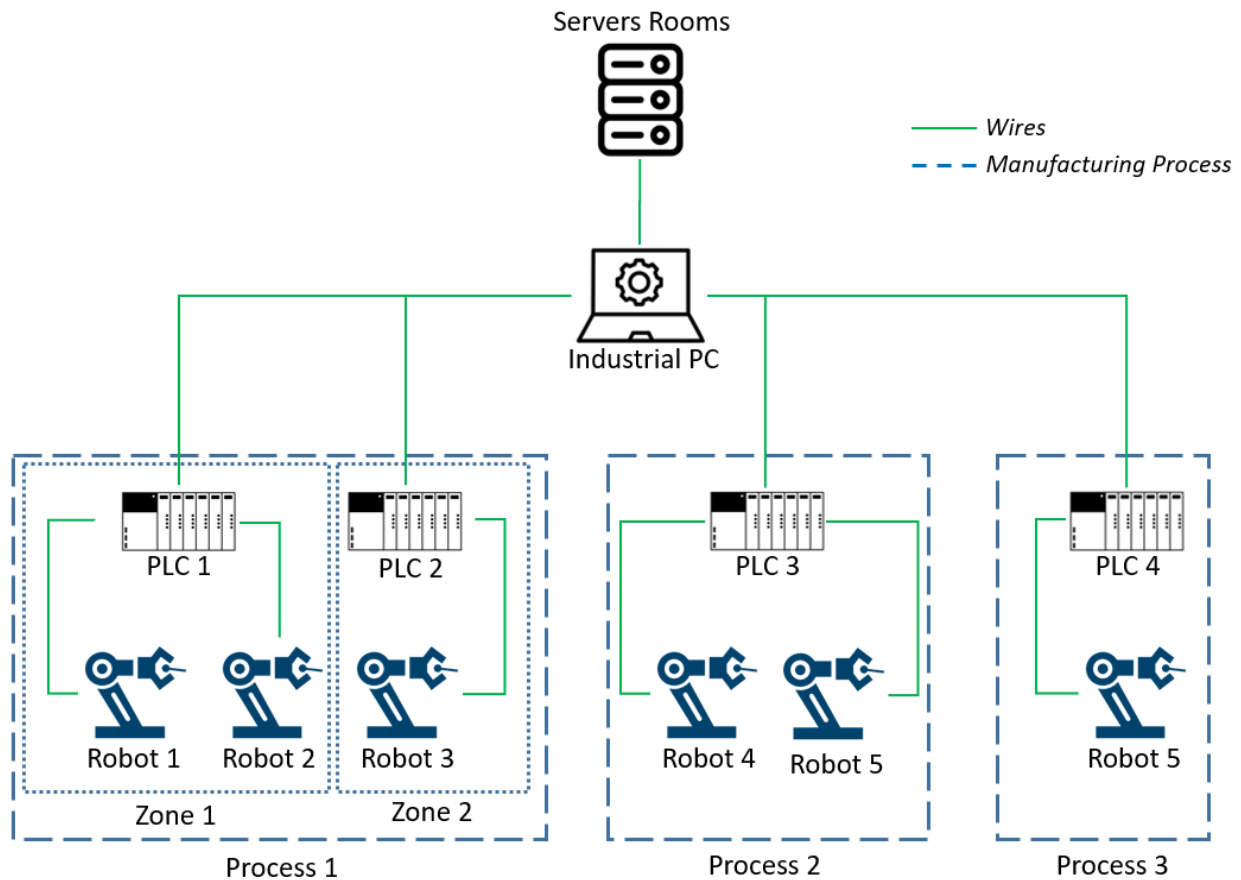 Servers Rooms
Wires
Manufacturing Process
Industrial PC
PLC 1
PLC 2
PLC 3
PLC 4
Robot 1
Robot 2
Robot 3
Robot 4
Robot 5
Robot 5
Zone 1
Zone 2
Process 1
Process 2
Process 3